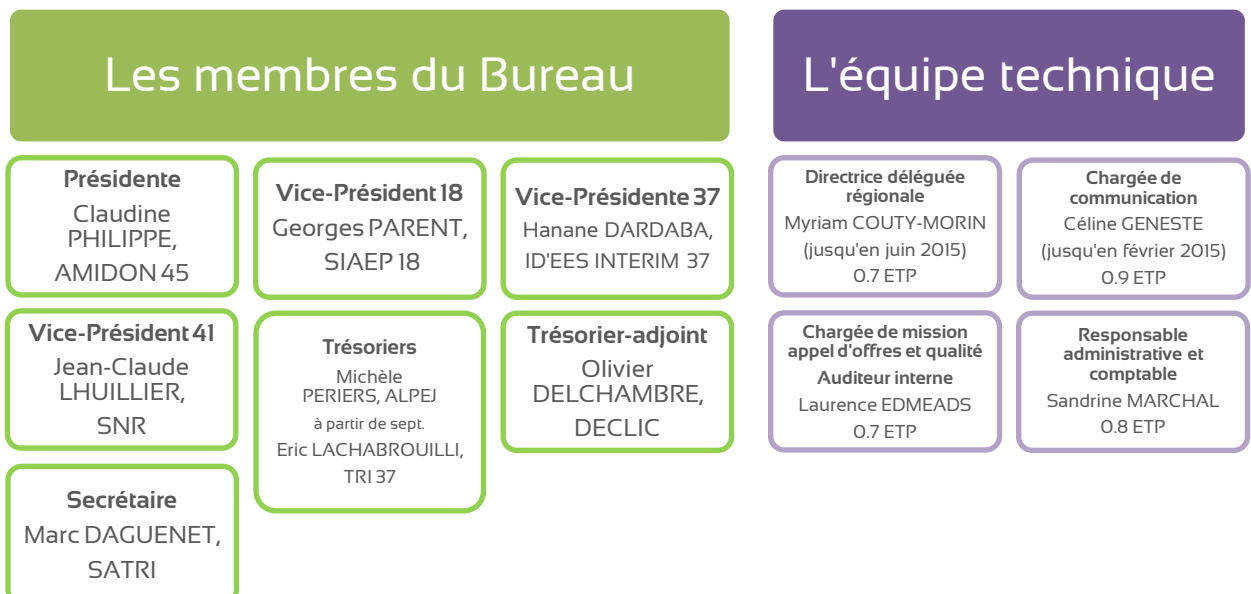 Les membres du Bureau
Présidente
Claudine
PHILIPPE,
AMIDON 45
Vice-Président 18
Georges PARENT,
SIAEP 18
Vice-Présidente 37
Hanane DARDABA,
ID'EES INTERIM 37
Vice-Président 41
Jean-Claude
LHUILLIER,
SNR
Trésoriers
Michèle
PERIERS, ALPEJ
à partir de sept.
Eric LACHABROUILLI,
TRI 37
Trésorier-adjoint
Olivier
DELCHAMBRE,
DECLIC
Secrétaire
Marc DAGUENET,
SATRI
L'équipe technique
Directrice déléguée
régionale
Myriam COUTY-MORIN
(jusqu'en juin 2015)
0.7 ETP
Chargée de
communication
Céline GENESTE
(jusqu'en février 2015)
0.9 ETP
Chargée de mission
appel d'offres et qualité
Auditeur interne
Laurence EDMEADS
0.7 ETP
Responsable
administrative et
comptable
Sandrine MARCHAL
0.8 ETP